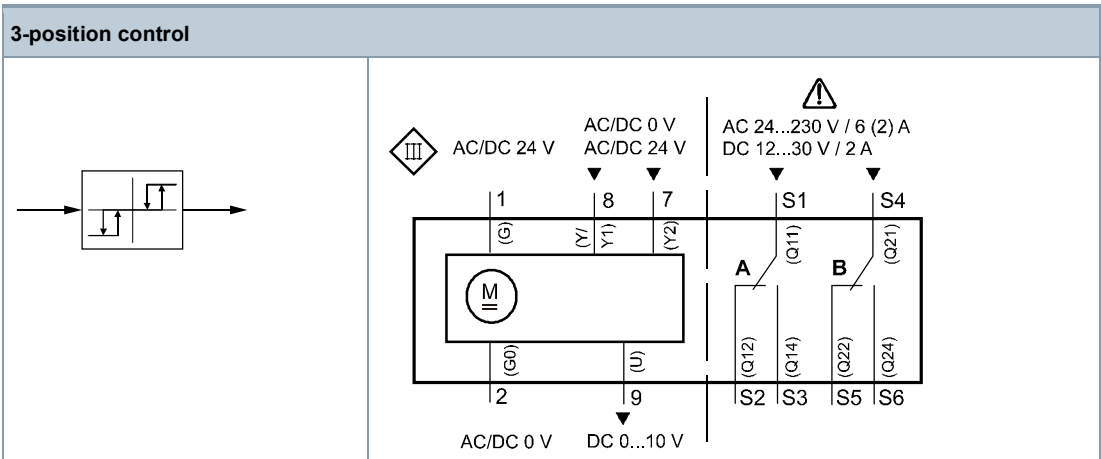 3-position control
AC/DC 0 V
AC 24...230 V / 6 (2) A
III
AC/DC 24 V
AC/DC 24 V
DC 12...30 V / 2 A
1
8
7
S1
S4
(G)
(Y/
Y1)
(Y2)
(Q11)
(Q21)
A
B
M
(G0)
(U)
(Q12)
(Q14)
(Q22)
(Q24)
2
9
S2
S3
S5
S6
AC/DC 0 V
DC 0...10 V